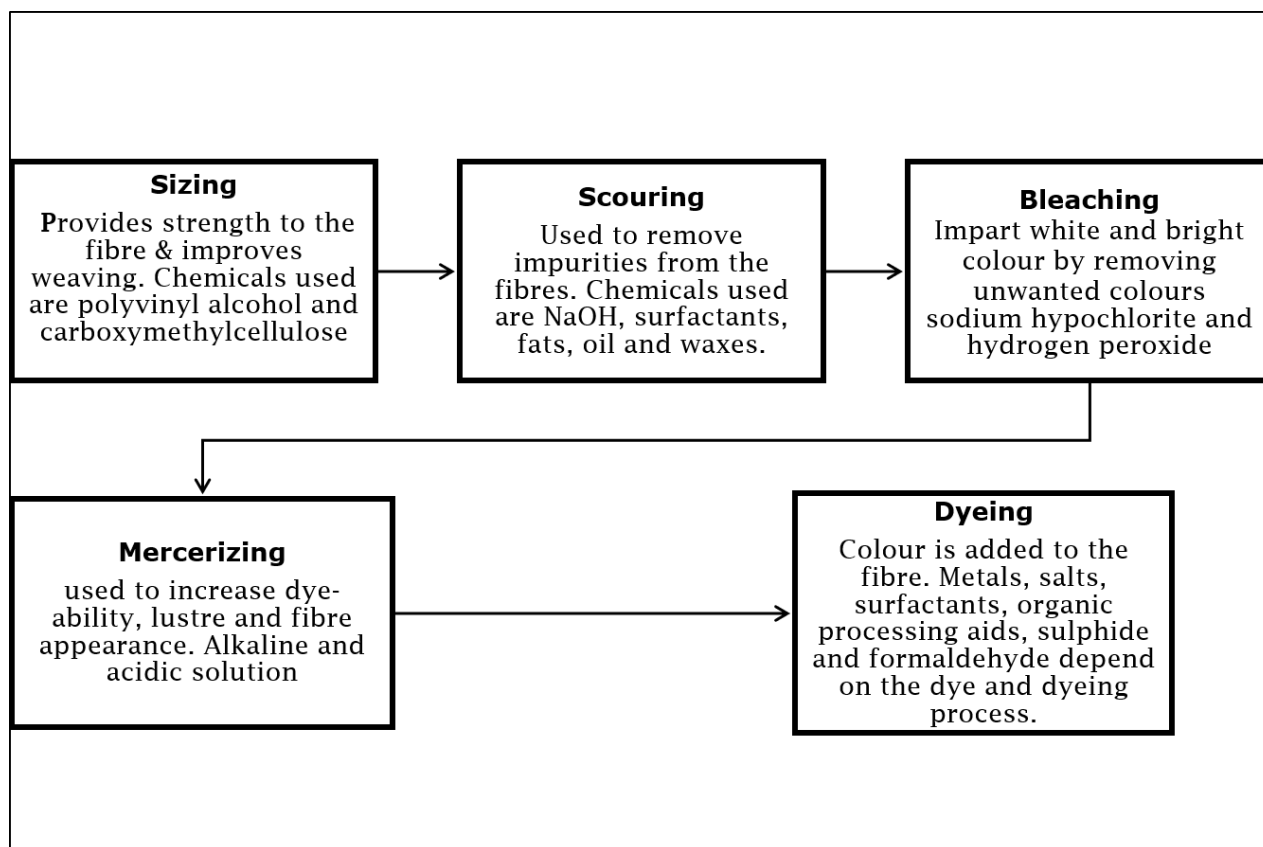 Sizing
Provides strength to the
fibre & improves
weaving. Chemicals used
are polyvinyl alcohol and
carboxymethylcellulose
Scouring
Used to remove
impurities from the
fibres. Chemicals used
are NaOH, surfactants,
fats, oil and waxes.
Bleaching
Impart white and bright
colour by removing
unwanted colours
sodium hypochlorite and
hydrogen peroxide
Mercerizing
used to increase dye-
ability, lustre and fibre
appearance. Alkaline and
acidic solution
Dyeing
Colour is added to the
fibre. Metals, salts,
surfactants, organic
processing aids, sulphide
and formaldehyde depend
on the dye and dyeing
process.